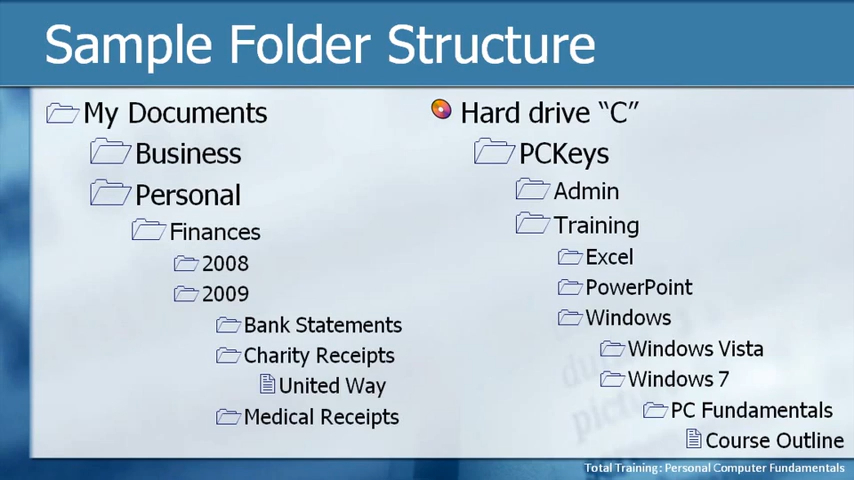 Sample Folder Structure
My Documents
Business
Personal
Finances
2008
2009
Bank Statements
Charity Receipts
United Way
Medical Receipts
Hard drive “C”
PCKeys
Admin
Training
Excel
PowerPoint
Windows
Windows Vista
Windows 7
PC Fundamentals
Course Outline
Total Training: Personal Computer Fundamentals